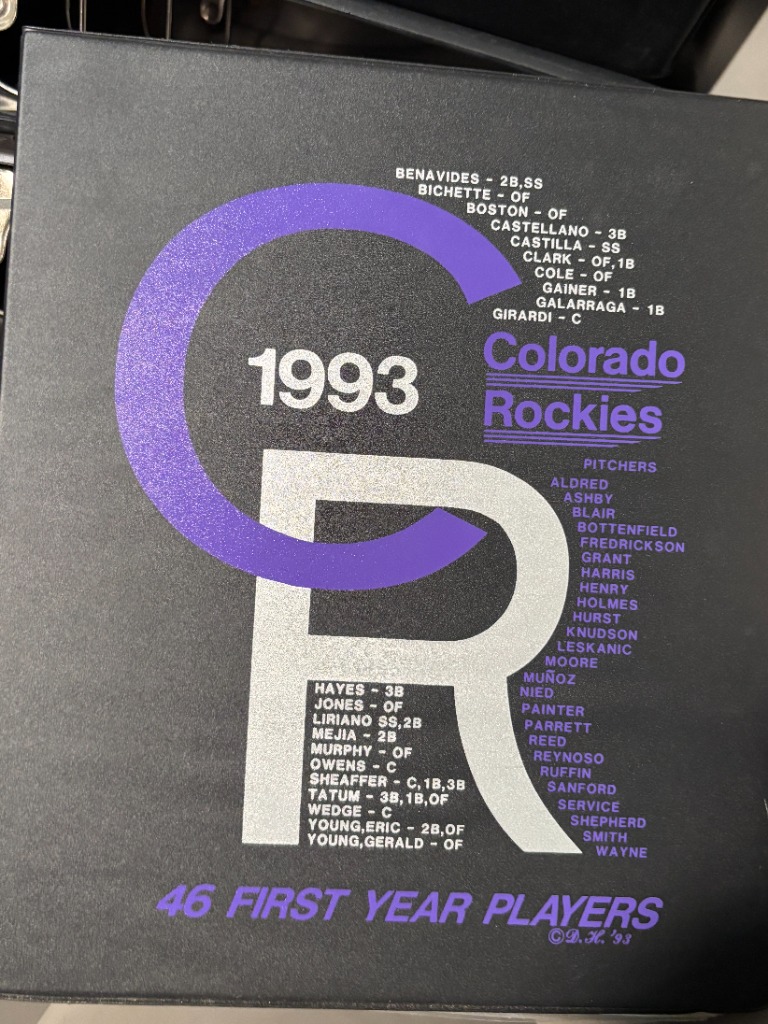 BENAVIDES - 2B,SS
BICHETTE - OF
BOSTON - OF
CASTELLANO - 3B
CASTILLA - SS
CLARK - OF,1B
COLE - OF
GAINER - 1B
GALARRAGA - 1B
GIRARDI - C
C
1993
Colorado
Rockies
R
PITCHERS
ALDRED
ASHBY
BLAIR
BOTTENFIELD
FREDRICKSON
GRANT
HARRIS
HENRY
HOLMES
HURST
KNUDSON
LESKANIC
MOORE
MUÑOZ
NIED
PAINTER
PARRETT
REED
REYNOSO
RUFFIN
SANFORD
SERVICE
SHEPHERD
SMITH
WAYNE
HAYES - 3B
JONES - OF
LIRIANO SS,2B
MEJIA - 2B
MURPHY - OF
OWENS - C
SHEAFFER - C,1B,3B
TATUM - 3B,1B,OF
WEDGE - C
YOUNG,ERIC - 2B,OF
YOUNG,GERALD - OF
46 FIRST YEAR PLAYERS
©D.H. '93